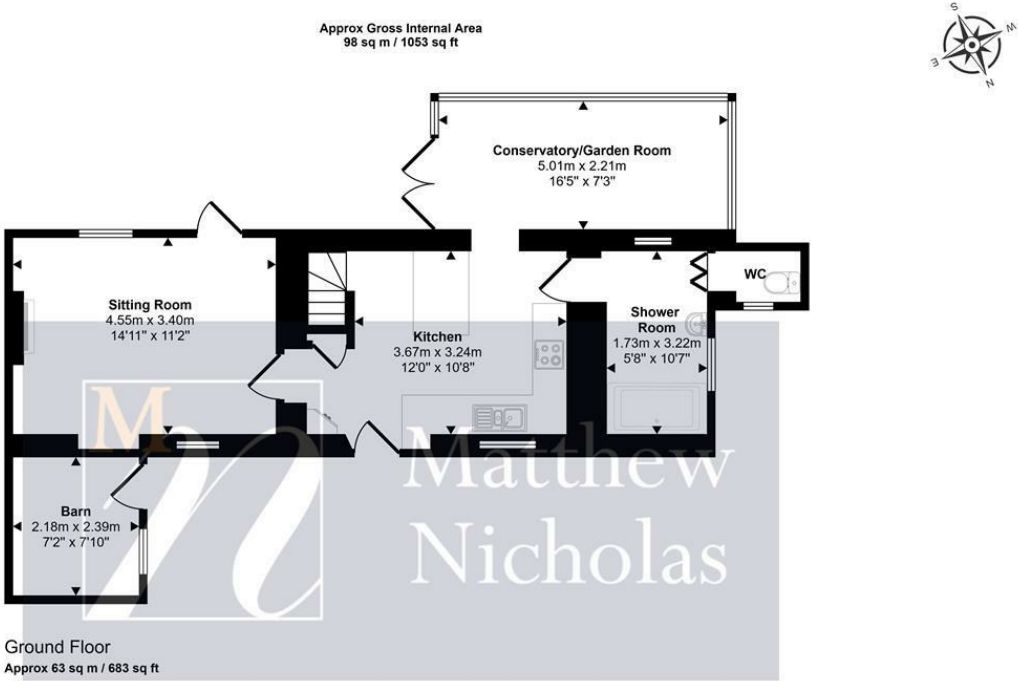 Approx Gross Internal Area
98 sq m / 1053 sq ft
S
W
E
N
Conservatory/Garden Room
5.01m x 2.21m
16'5" x 7'3"
Sitting Room
4.55m x 3.40m
14'11" x 11'2"
Kitchen
3.67m x 3.24m
12'0" x 10'8"
Shower
Room
1.73m x 3.22m
5'8" x 10'7"
WC
Barn
2.18m x 2.39m
7'2" x 7'10"
M
n
Matthew
Nicholas
Ground Floor
Approx 63 sq m / 683 sq ft